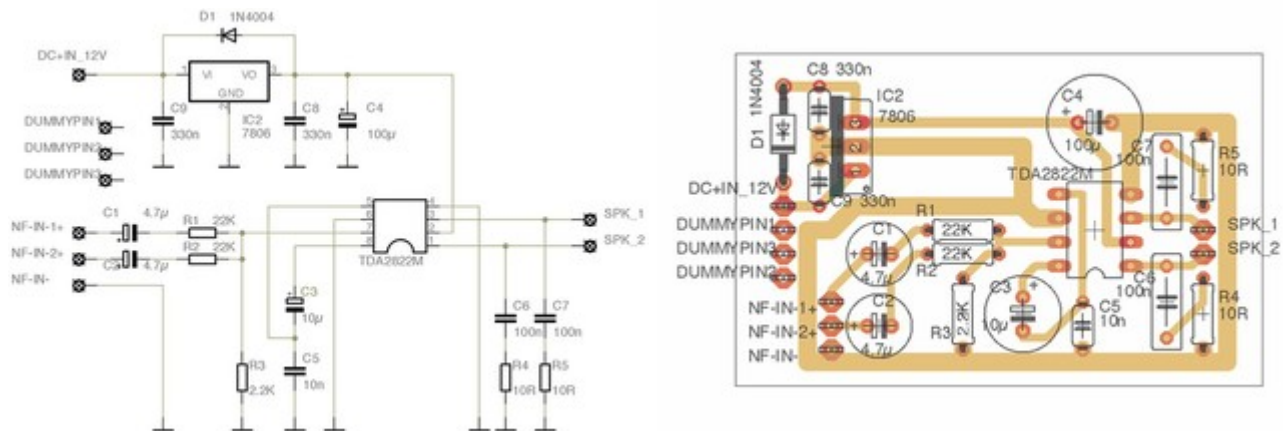 D1 1N4004
DC+IN_12V
VI VO
GND
C9
330n
IC2
7806
C8
330n
C4
100µ
DUMMYPIN1
DUMMYPIN2
DUMMYPIN3
C1 4.7µ R1 22K
NF-IN-1+
R2 22K
NF-IN-2+
C2 4.7µ
NF-IN-
TDA2822M
SPK_1
SPK_2
C3
10µ
C5
10n
R3
2.2K
C6
100n
C7
100n
R4
10R
R5
10R
C8 330n
D1 1N4004
IC2
7806
2
C4
100µ
C7
100n
R5
10R
TDA2822M
DC+IN_12V
C9 330n
DUMMYPIN1
DUMMYPIN3
DUMMYPIN2
R1
22K
22K
R2
C1
4.7µ
SPK_1
SPK_2
C6
100n
C3
10µ
C5
10n
R4
10R
NF-IN-1+
NF-IN-2+
NF-IN-
C2
4.7µ
R3
2.2K